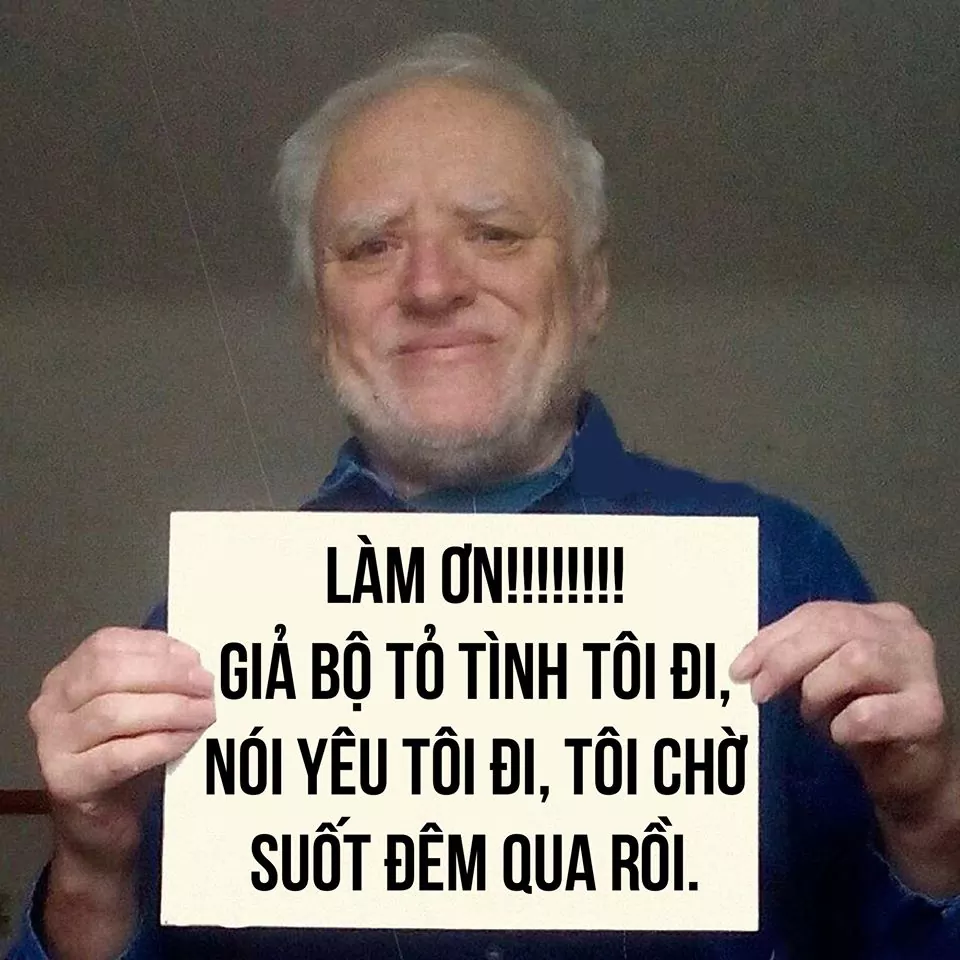 LÀM ƠN!!!!!!!!
GIẢ BỘ TỎ TÌNH TÔI ĐI,
NÓI YÊU TÔI ĐI, TÔI CHỜ
SUỐT ĐÊM QUA RỒI.